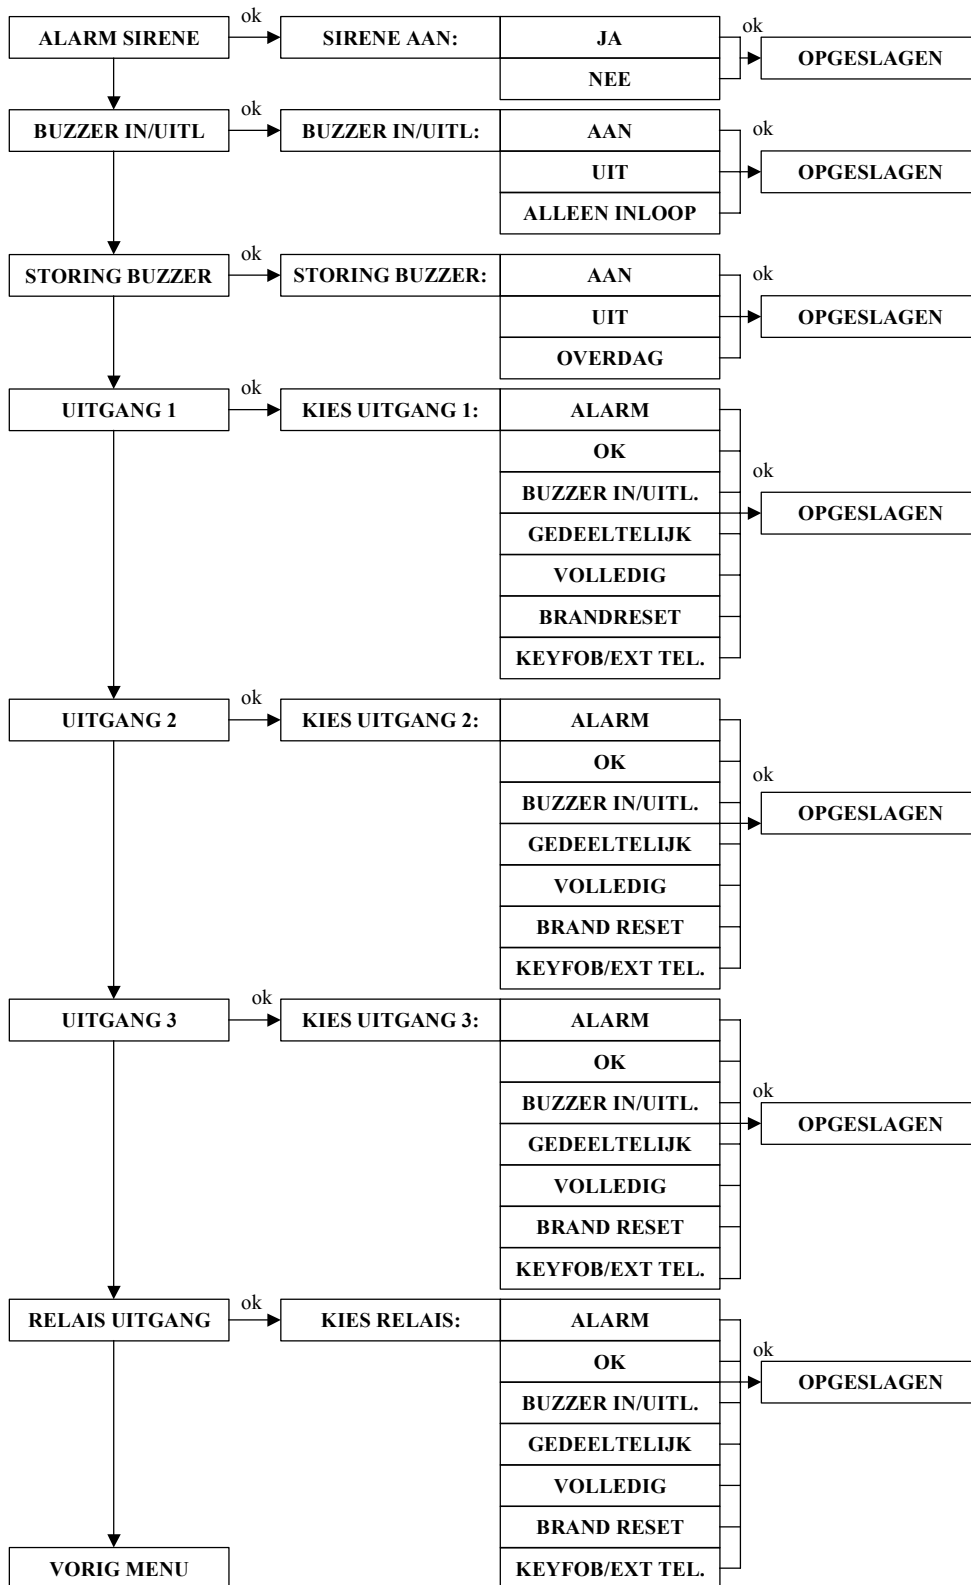 ok
ALARM SIRENE
SIRENE AAN:
JA
NEE
ok
OPGESLAGEN
ok
BUZZER IN/UITL
BUZZER IN/UITL:
AAN
UIT
ALLEEN INLOOP
ok
OPGESLAGEN
ok
STORING BUZZER
STORING BUZZER:
AAN
UIT
OVERDAG
ok
OPGESLAGEN
ok
UITGANG 1
KIES UITGANG 1:
ALARM
OK
BUZZER IN/UITL.
GEDEELTELIJK
VOLLEDIG
BRANDRESET
KEYFOB/EXT TEL.
ok
OPGESLAGEN
ok
UITGANG 2
KIES UITGANG 2:
ALARM
OK
BUZZER IN/UITL.
GEDEELTELIJK
VOLLEDIG
BRAND RESET
KEYFOB/EXT TEL.
ok
OPGESLAGEN
ok
UITGANG 3
KIES UITGANG 3:
ALARM
OK
BUZZER IN/UITL.
GEDEELTELIJK
VOLLEDIG
BRAND RESET
KEYFOB/EXT TEL.
ok
OPGESLAGEN
ok
RELAIS UITGANG
KIES RELAIS:
ALARM
OK
BUZZER IN/UITL.
GEDEELTELIJK
VOLLEDIG
BRAND RESET
KEYFOB/EXT TEL.
ok
OPGESLAGEN
VORIG MENU